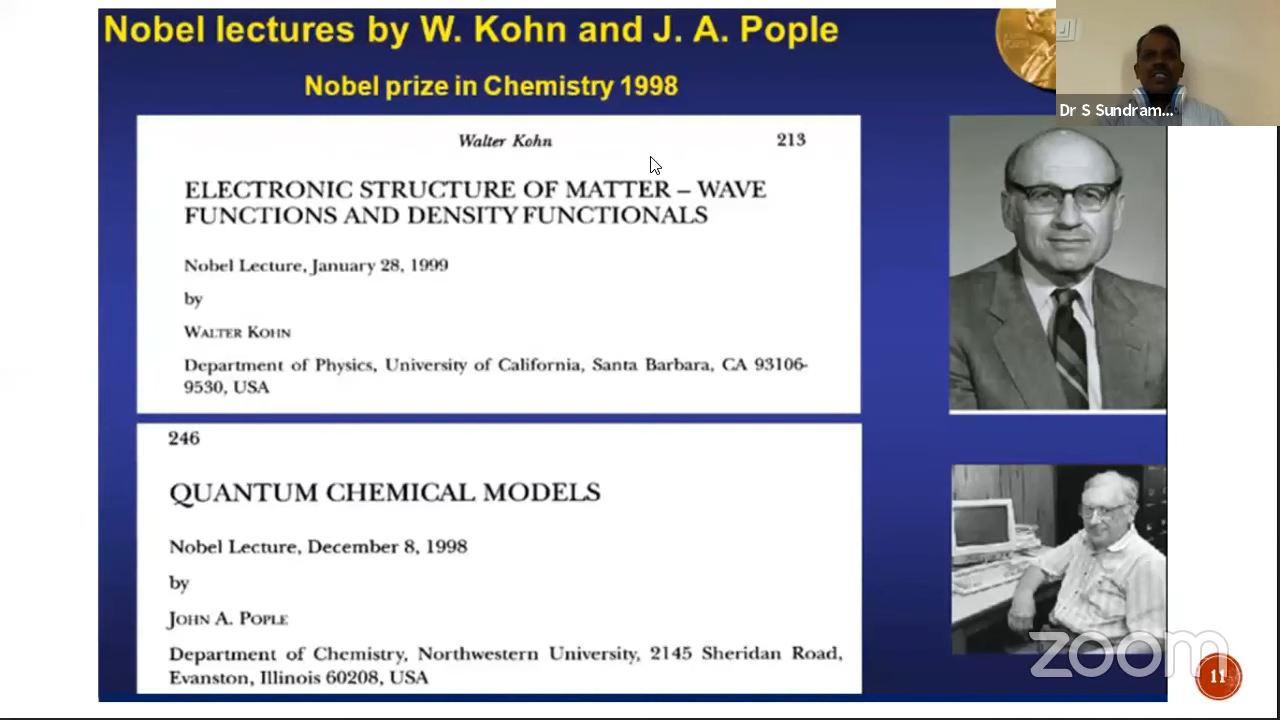 Nobel lectures by W. Kohn and J. A. Pople
Nobel prize in Chemistry 1998
Dr S Sundram...
Walter Kohn 213
ELECTRONIC STRUCTURE OF MATTER – WAVE
FUNCTIONS AND DENSITY FUNCTIONALS
Nobel Lecture, January 28, 1999
by
WALTER KOHN
Department of Physics, University of California, Santa Barbara, CA 93106-
9530, USA
246
QUANTUM CHEMICAL MODELS
Nobel Lecture, December 8, 1998
by
JOHN A. POPLE
Department of Chemistry, Northwestern University, 2145 Sheridan Road,
Evanston, Illinois 60208, USA
zoom
11